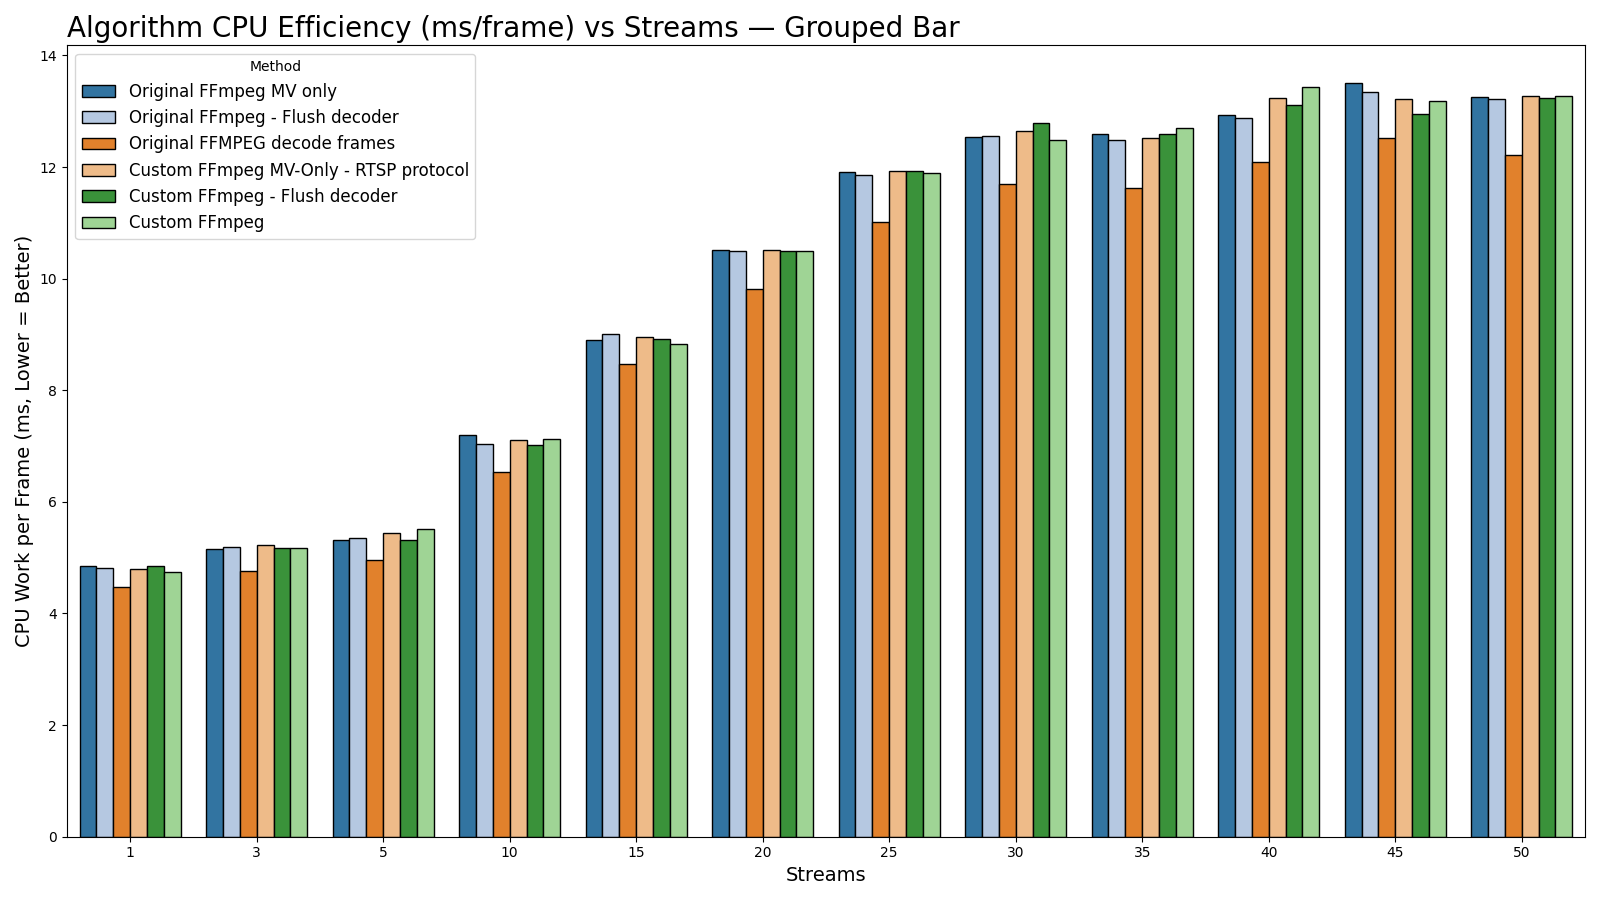 Algorithm CPU Efficiency (ms/frame) vs Streams — Grouped Bar
Method
Original FFmpeg MV only
Original FFmpeg - Flush decoder
Original FFMPEG decode frames
Custom FFmpeg MV-Only - RTSP protocol
Custom FFmpeg - Flush decoder
Custom FFmpeg
CPU Work per Frame (ms, Lower = Better)
14
12
10
8
6
4
2
0
1 3 5 10 15 20 25 30 35 40 45 50
Streams